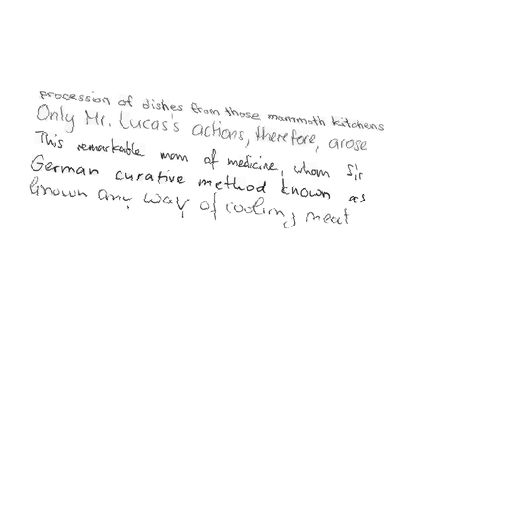 procession of dishes from those mammoth kitchens
Only Mr. Lucas's actions, therefore, arose
This remarkable man of medicine, whom Sir
German curative method known as
known any way of cooling meat